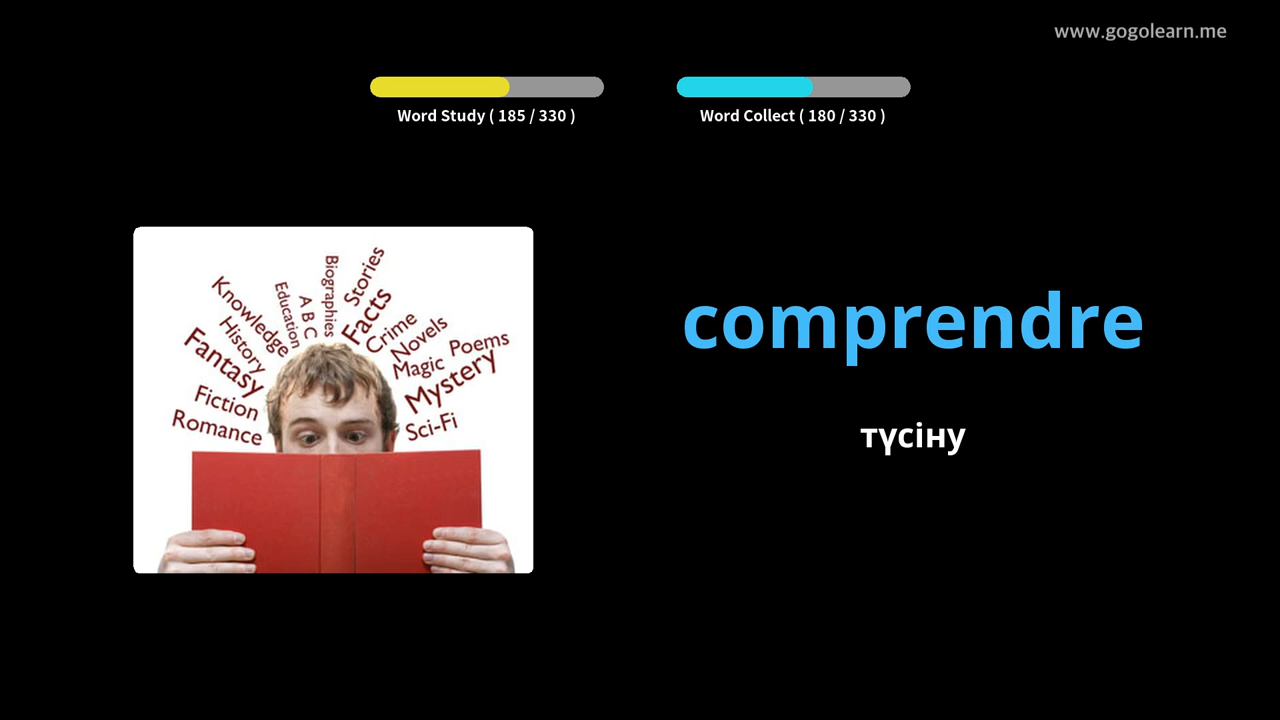 www.gogolearn.me
Word Study ( 185 / 330 )
Word Collect ( 180 / 330 )
comprendre
түсіну
Knowledge
History
Fantasy
Fiction
Romance
Education
A B C
Biographies
Stories
Facts
Crime
Novels
Magic
Poems
Mystery
Sci-Fi